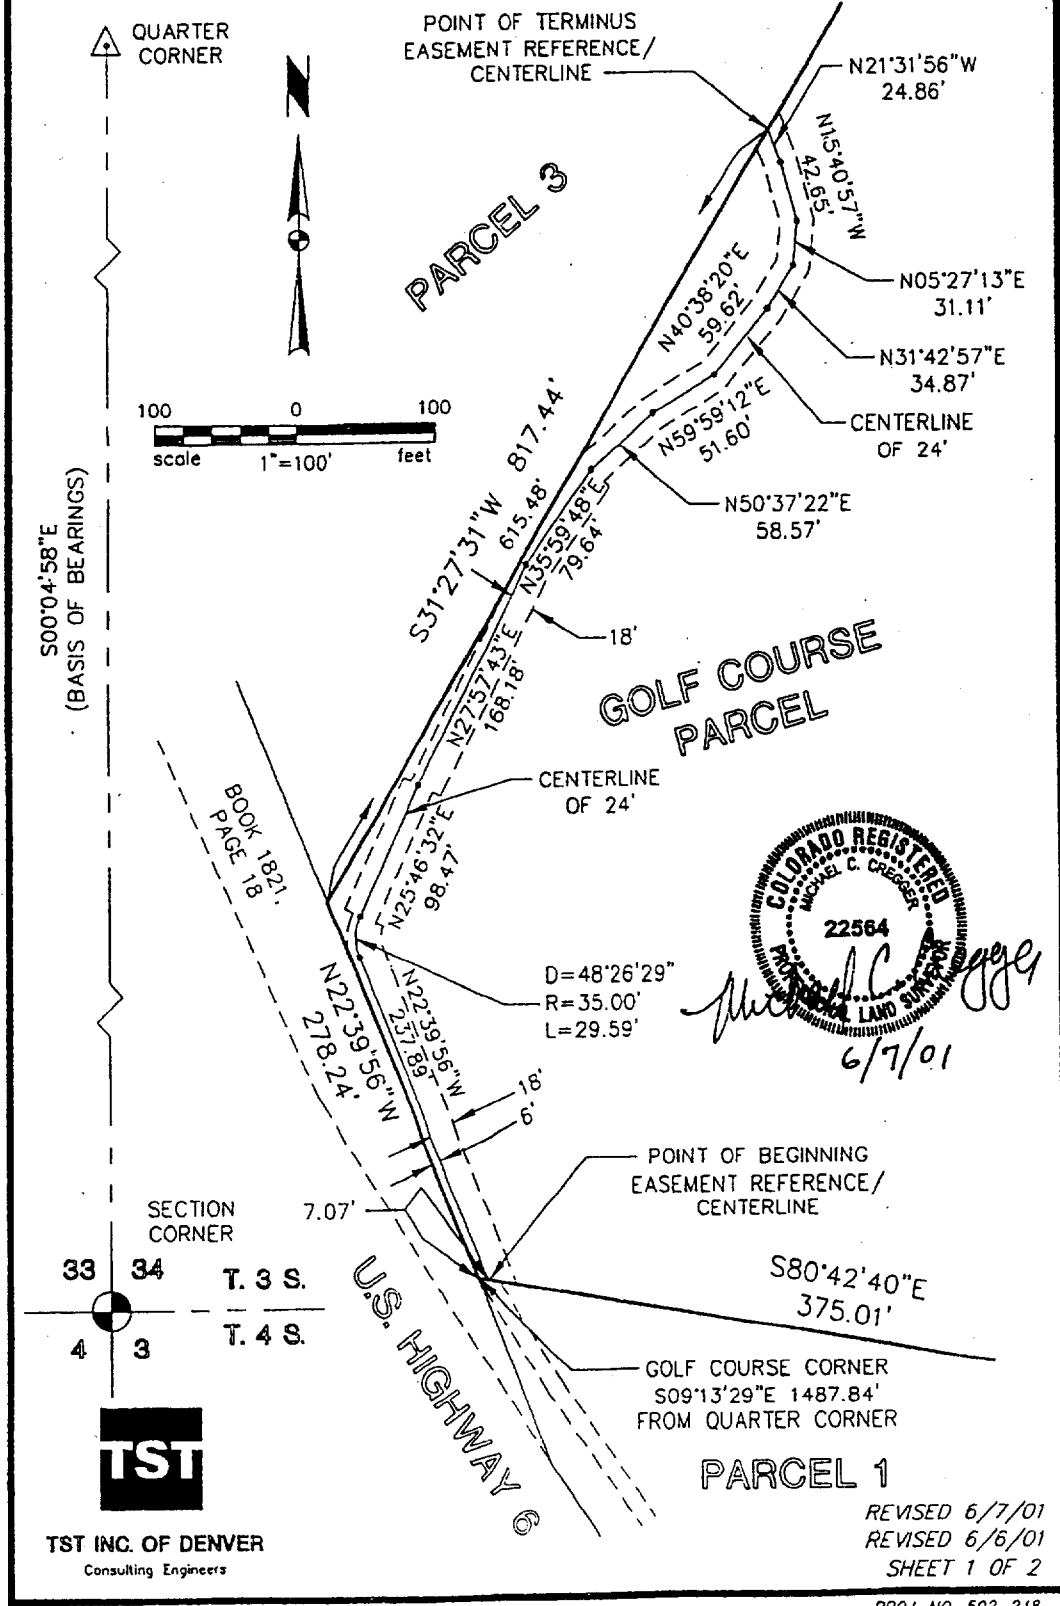 QUARTER
CORNER
POINT OF TERMINUS
EASEMENT REFERENCE/
CENTERLINE
N21°31'56"W
24.86'
N
N15°40'57"W
42.65'
PARCEL 3
N40°38'20"E
59.62'
N05°27'13"E
31.11'
N31°42'57"E
34.87'
CENTERLINE
OF 24'
100 0 100
scale 1"=100' feet
N59°59'12"E
51.60'
N50°37'22"E
58.57'
S31°27'31"W 817.44'
615.48'
N35°59'48"E
79.64'
S00°04'58"E
(BASIS OF BEARINGS)
18'
N27°57'43"E
168.18'
GOLF COURSE
PARCEL
CENTERLINE
OF 24'
BOOK 1821,
PAGE 18
N25°46'32"E
98.47'
COLORADO REGISTERED
MICHAEL C. CREGGER
22564
PROFESSIONAL LAND SURVEYOR
6/7/01
D=48°26'29"
R=35.00'
L=29.59'
N22°39'56"W
278.24'
N22°39'56"W
237.89'
18'
6'
POINT OF BEGINNING
EASEMENT REFERENCE/
CENTERLINE
7.07'
SECTION
CORNER
33 34
T. 3 S.
T. 4 S.
4 3
S80°42'40"E
375.01'
U.S. HIGHWAY 6
GOLF COURSE CORNER
S09°13'29"E 1487.84'
FROM QUARTER CORNER
PARCEL 1
TST
TST INC. OF DENVER
Consulting Engineers
REVISED 6/7/01
REVISED 6/6/01
SHEET 1 OF 2